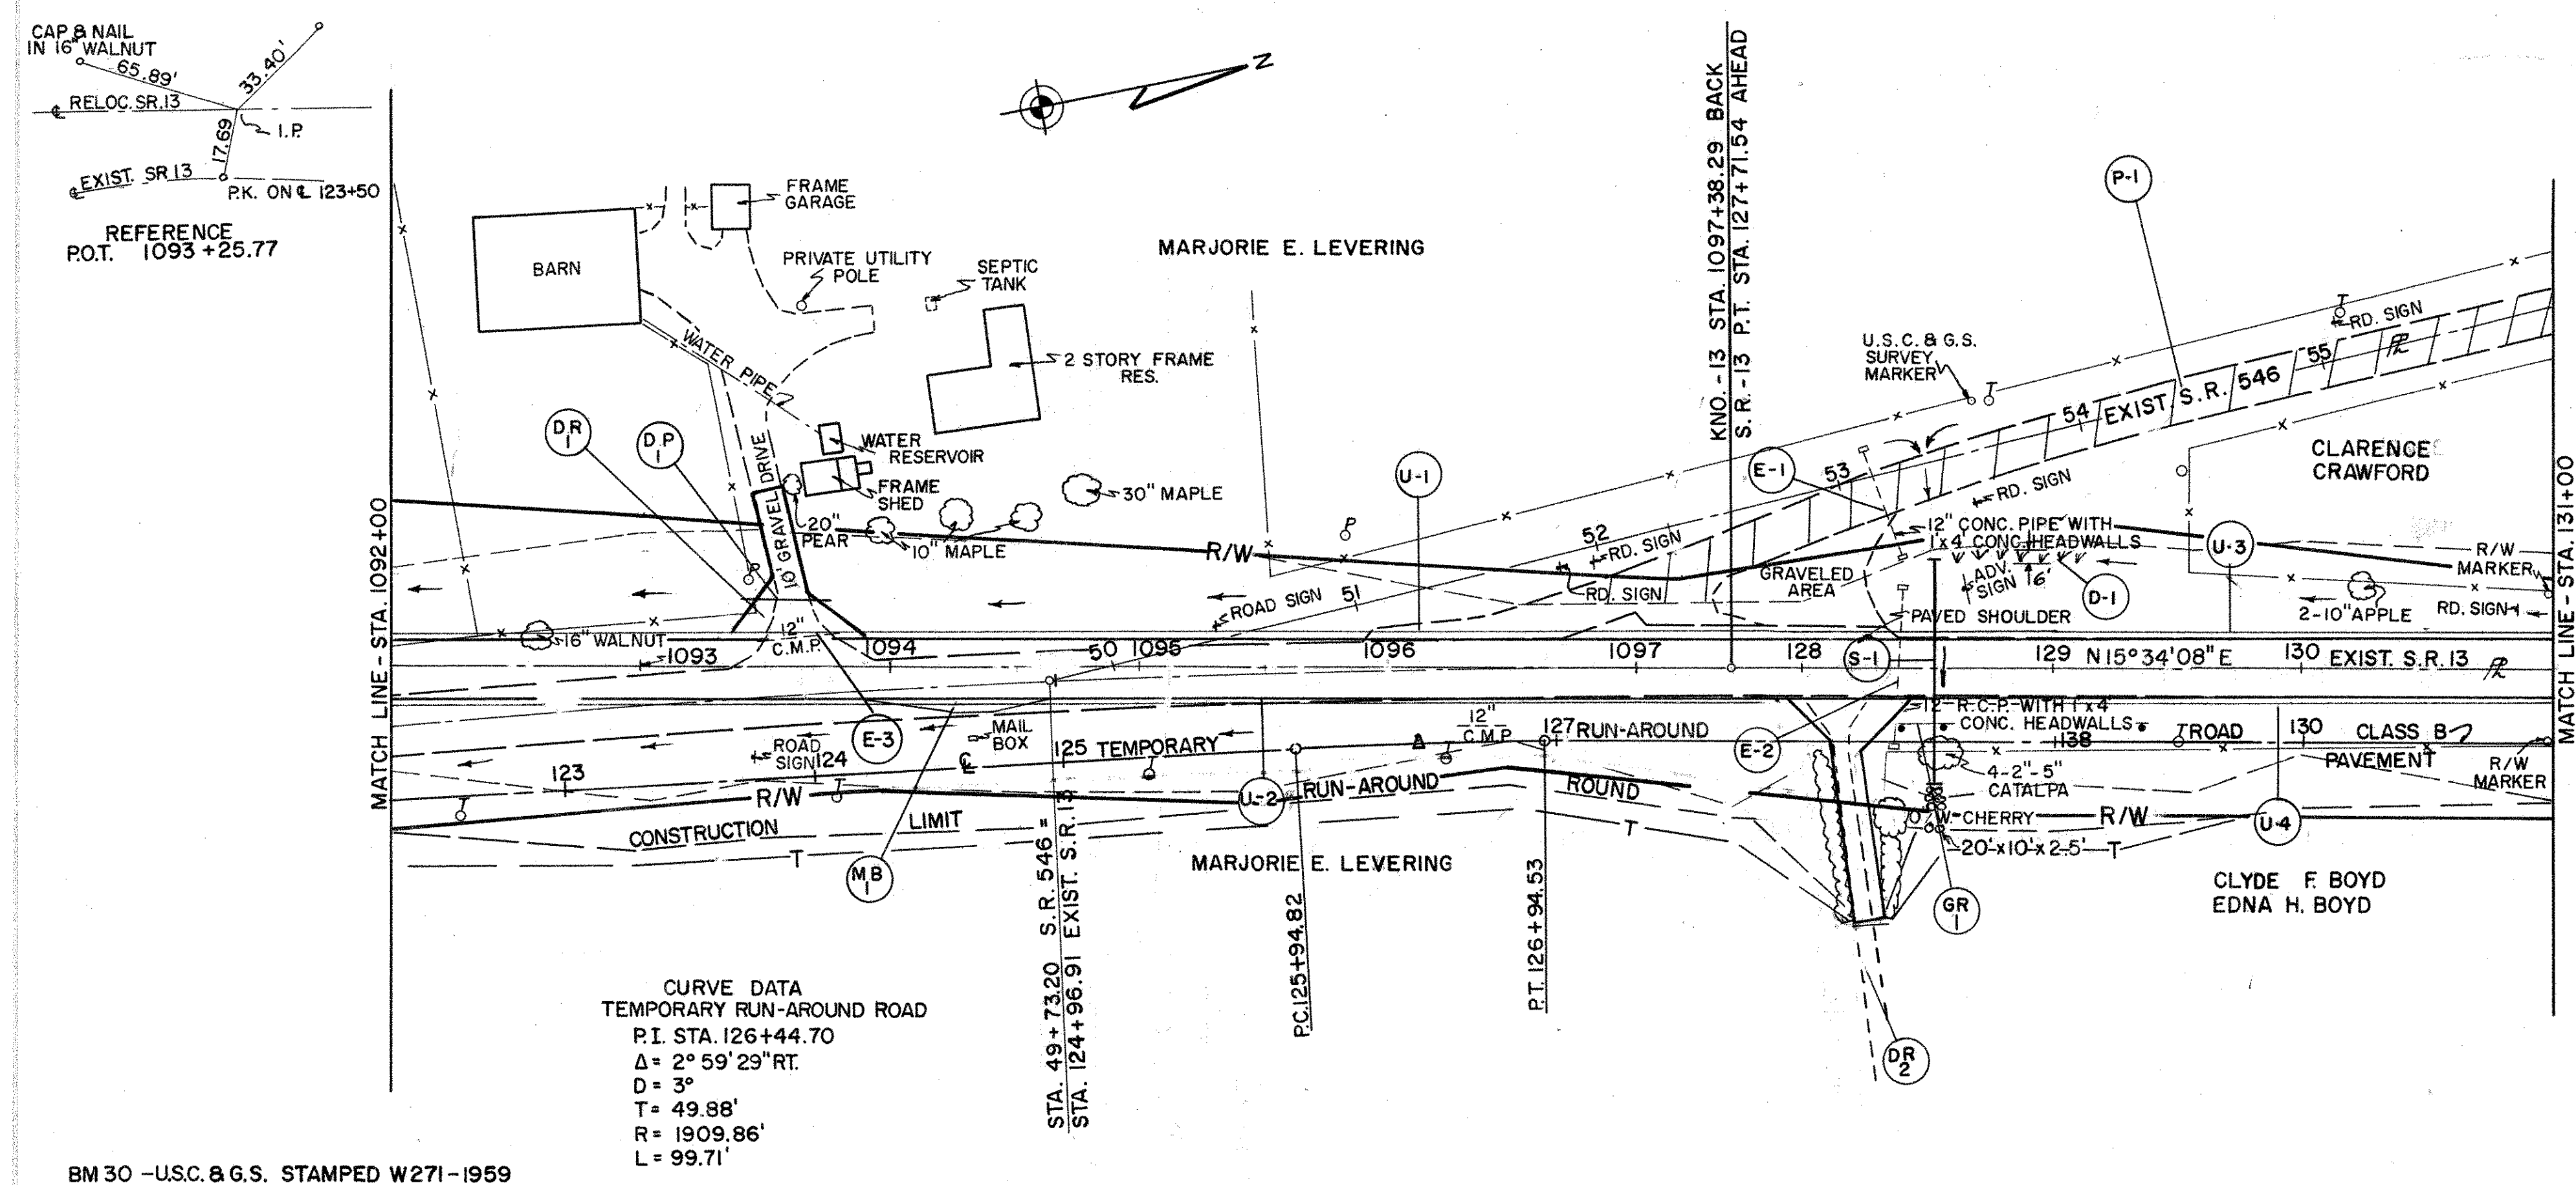 CAP & NAIL
IN 16" WALNUT
65.89'
33.40'
℄ RELOC. SR.13
I.P.
17.69
℄ EXIST. SR 13
P.K. ON ℄ 123+50
REFERENCE
P.O.T. 1093+25.77
N
MATCH LINE - STA. 1092+00
BARN
FRAME
GARAGE
PRIVATE UTILITY
POLE
SEPTIC
TANK
MARJORIE E. LEVERING
2 STORY FRAME
RES.
WATER PIPE
WATER
RESERVOIR
FRAME
SHED
10' GRAVEL DRIVE
20"
PEAR
10" MAPLE
30" MAPLE
D.R
1
D.P
1
P
P
R/W
U-1
KNO.-13 STA. 1097+38.29 BACK
S.R.-13 P.T. STA. 127+71.54 AHEAD
P-1
U.S.C. & G.S.
SURVEY
MARKER
T
T
RD. SIGN
EXIST. S.R. 546
51
52
53
54
55
℞
E-1
RD. SIGN
CLARENCE
CRAWFORD
12" CONC. PIPE WITH
1'x4' CONC. HEADWALLS
RD. SIGN
RD. SIGN
ROAD SIGN
GRAVELED
AREA
ADV.
SIGN
6'
D-1
U-3
R/W
MARKER
2-10" APPLE
RD. SIGN
PAVED SHOULDER
16" WALNUT
12"
C.M.P.
1093
1094
50
1095
1096
1097
128
S-1
129
N15°34'08"E
130
EXIST. S.R. 13
MATCH LINE - STA. 131+00
E-3
MAIL
BOX
ROAD
SIGN
123
124
℄
125
TEMPORARY
Δ
12"
C.M.P
127
RUN-AROUND
E-2
12" R.C.P. WITH 1'x4'
CONC. HEADWALLS
138
ROAD
130
CLASS B
PAVEMENT
R/W
MARKER
4-2"-5"
CATALPA
T
T
T
R/W
U-2
RUN-AROUND
ROUND
CONSTRUCTION
LIMIT
T
T
W-CHERRY
R/W
U-4
20'x10'x2.5'
T
M.B
1
MARJORIE E. LEVERING
GR
1
CLYDE F. BOYD
EDNA H. BOYD
DR
2
STA. 49+73.20 S.R. 546"
STA. 124+96.91 EXIST. S.R. 13
P.C. 125+94.82
P.T. 126+94.53
CURVE DATA
TEMPORARY RUN-AROUND ROAD
P.I. STA. 126+44.70
Δ= 2° 59' 29" RT.
D = 3°
T= 49.88'
R= 1909.86'
L= 99.71'
BM 30 -U.S.C. & G.S. STAMPED W271-1959